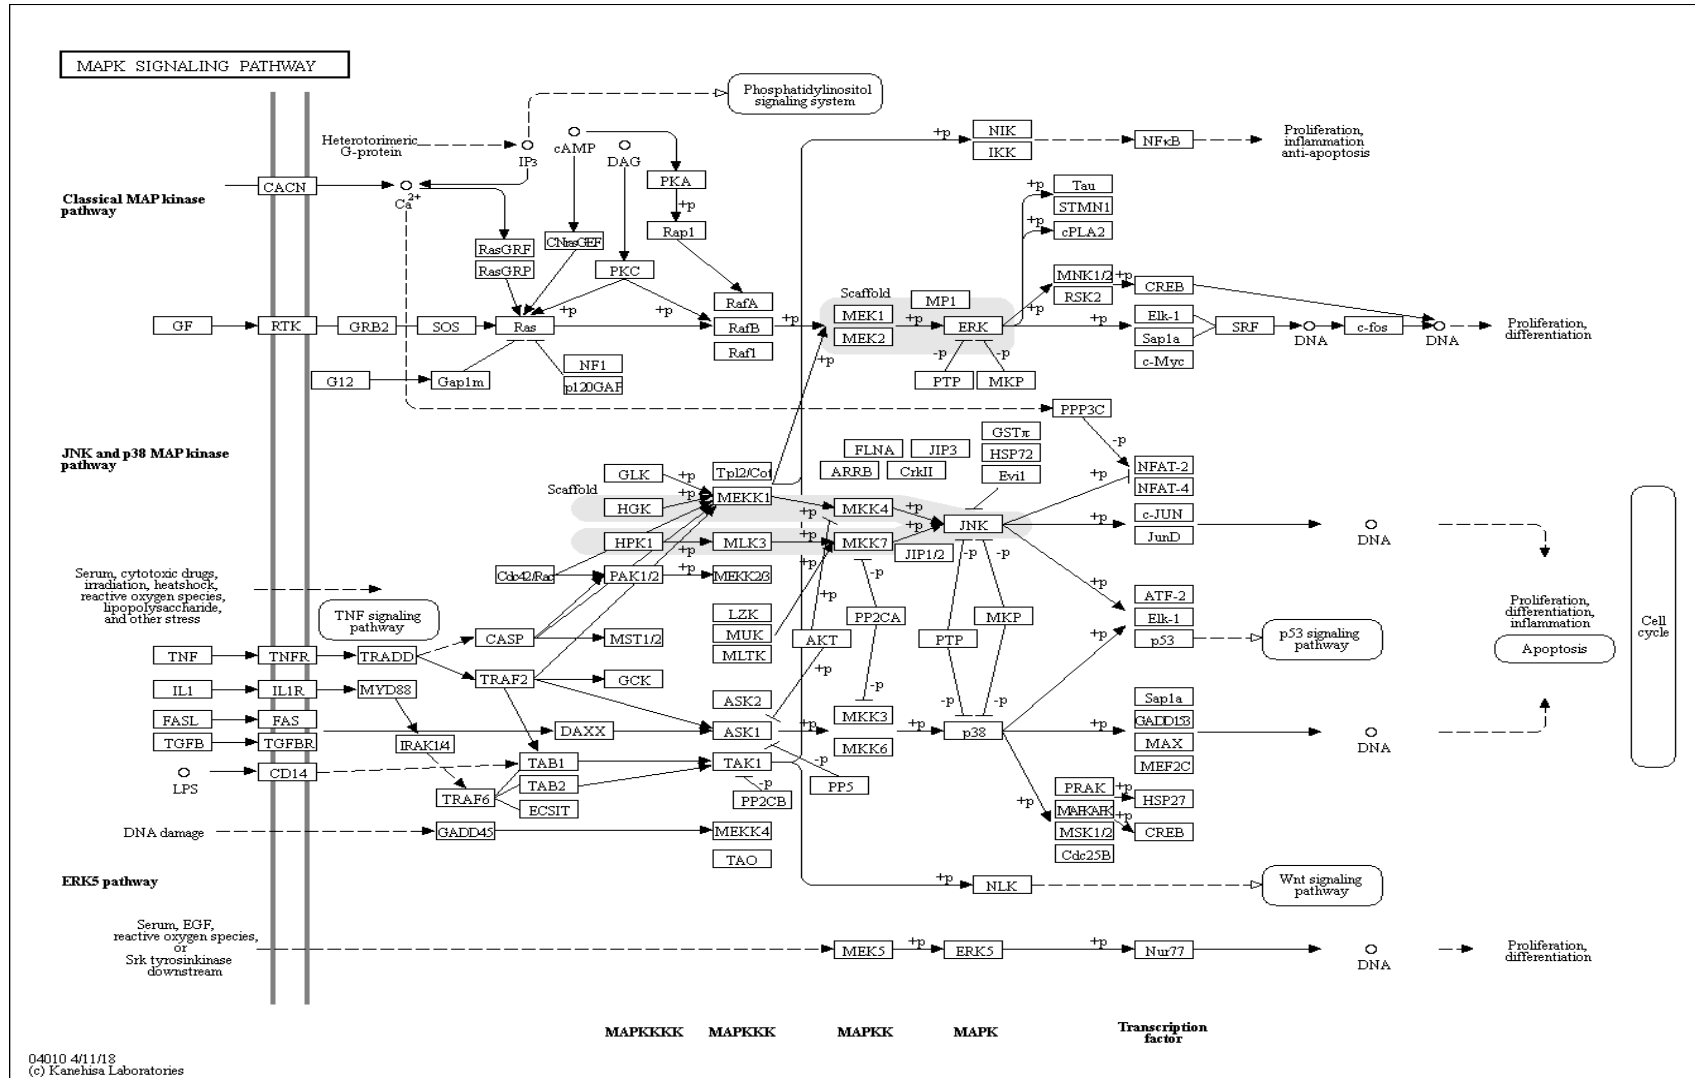 MAPK SIGNALING PATHWAY
Phosphatidylinositol
signaling system
Heterotorimeric
G-protein
IP3
cAMP
DAG
NIK
IKK
+p
NFκB
Proliferation,
inflammation
anti-apoptosis
Classical MAP kinase
pathway
CACN
Ca2+
PKA
+p
Rap1
RasGRF
RasGRP
CNrasGEF
PKC
+p
Tau
STMN1
+p
cPLA2
RafA
RafB
Raf1
Scaffold
MP1
MEK1
MEK2
MNK1/2
RSK2
+p
CREB
GF
RTK
GRB2
SOS
Ras
+p
+p
+p
+p
ERK
+p
+p
+p
Elk-1
Sap1a
c-Myc
SRF
DNA
c-fos
DNA
Proliferation,
differentiation
G12
Gap1m
NF1
p120GAP
+p
-p
-p
PTP
MKP
PPP3C
-p
JNK and p38 MAP kinase
pathway
GLK
HGK
HPK1
Scaffold
+p
+p
+p
Tpl2/Cot
MEKK1
MLK3
MEKK2/3
FLNA
JIP3
ARRB
CrkII
GSTπ
HSP72
Evi1
NFAT-2
NFAT-4
c-JUN
JunD
+p
+p
DNA
+p
+p
MKK4
MKK7
+p
+p
JNK
JIP1/2
Cdc42/Rac
PAK1/2
+p
-p
-p
-p
Serum, cytotoxic drugs,
irradiation, heatshock,
reactive oxygen species,
lipopolysaccharide,
and other stress
TNF signaling
pathway
LZK
MUK
MLTK
AKT
+p
PP2CA
-p
PTP
MKP
-p
-p
+p
ATF-2
Elk-1
p53
+p
p53 signaling
pathway
Proliferation,
differentiation,
inflammation
Apoptosis
Cell
cycle
TNF
TNFR
TRADD
CASP
MST1/2
IL1
IL1R
MYD88
TRAF2
GCK
FASL
FAS
DAXX
ASK2
ASK1
+p
MKK3
MKK6
+p
p38
+p
Sap1a
GADD153
MAX
MEF2C
DNA
TGFB
TGFBR
IRAK1/4
TAB1
TAB2
ECSIT
TAK1
-p
PP2CB
-p
PP5
LPS
CD14
TRAF6
+p
PRAK
MAPKAPK
MSK1/2
Cdc25B
+p
+p
HSP27
CREB
DNA damage
GADD45
MEKK4
TAO
ERK5 pathway
+p
NLK
Wnt signaling
pathway
Serum, EGF,
reactive oxygen species,
or
Srk tyrosinkinase
downstream
MEK5
+p
ERK5
+p
Nur77
DNA
Proliferation,
differentiation
MAPKKKK
MAPKKK
MAPKK
MAPK
Transcription
factor
04010 4/11/18
(c) Kanehisa Laboratories